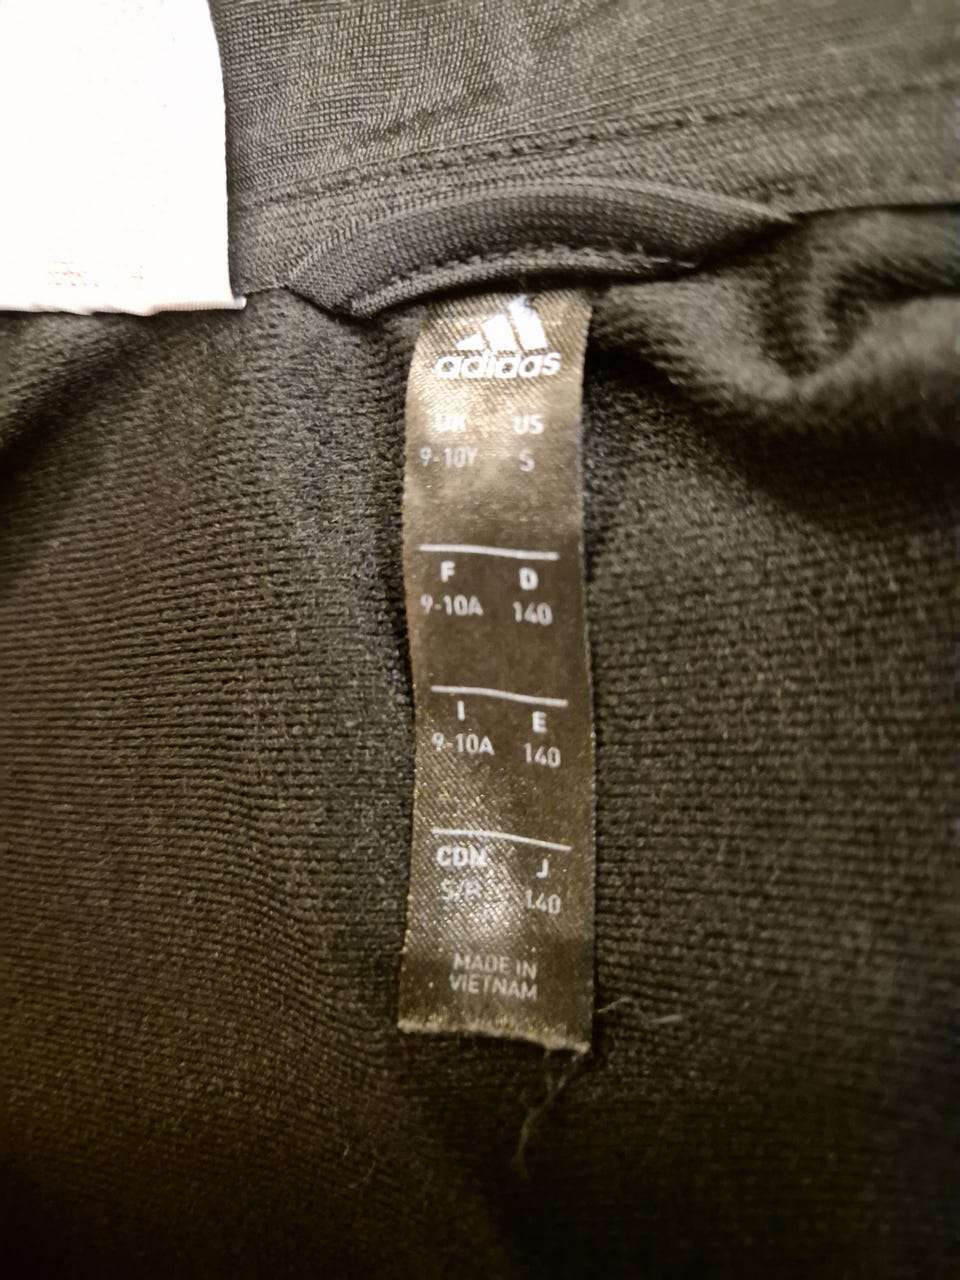 adidas
UK US
9-10Y S
F D
9-10A 140
I E
9-10A 140
CDN J
S/P 140
MADE IN
VIETNAM